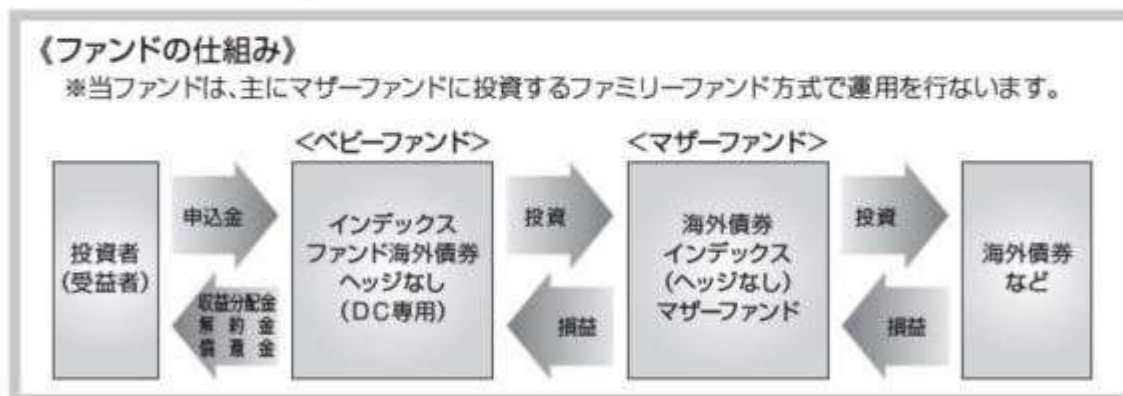 《ファンドの仕組み》
※当ファンドは、主にマザーファンドに投資するファミリーファンド方式で運用を行ないます。
<ベビーファンド>
<マザーファンド>
投資者
(受益者)
申込金
収益分配金
解約金
償還金
インデックス
ファンド海外債券
ヘッジなし
(DC専用)
投資
損益
海外債券
インデックス
(ヘッジなし)
マザーファンド
投資
損益
海外債券
など